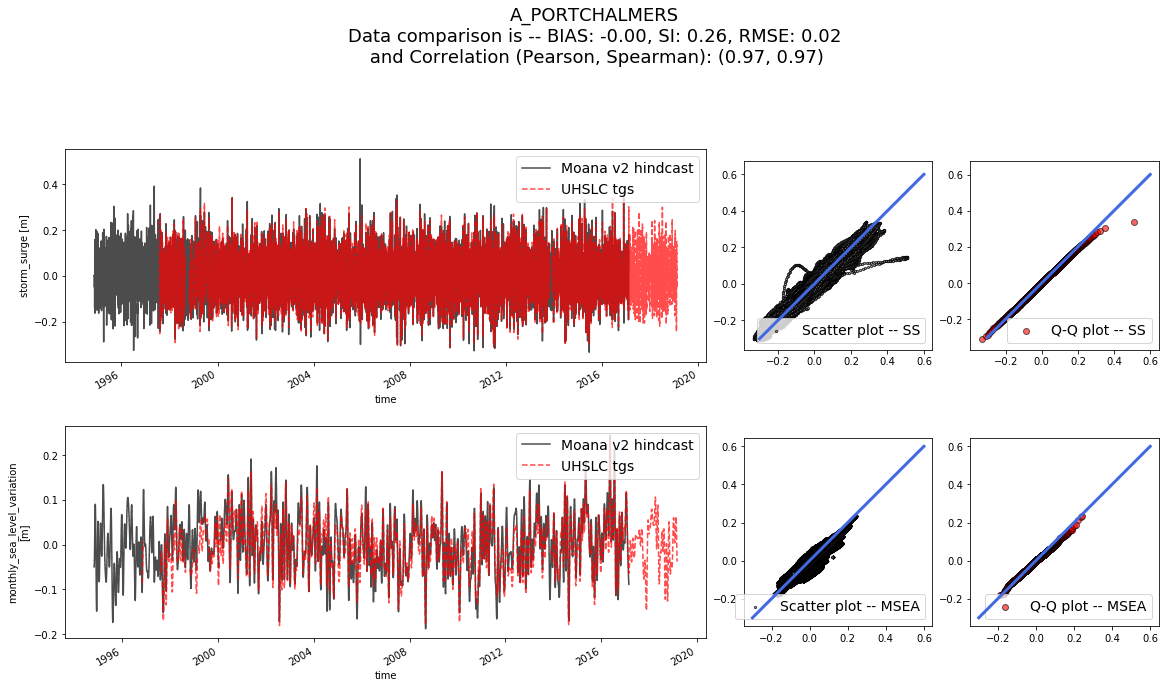 A_PORTCHALMERS
Data comparison is -- BIAS: -0.00, SI: 0.26, RMSE: 0.02
and Correlation (Pearson, Spearman): (0.97, 0.97)
storm_surge [m]
0.4
0.2
0.0
−0.2
Moana v2 hindcast
UHSLC tgs
1996
2000
2004
2008
2012
2016
2020
time
0.6
0.4
0.2
0.0
−0.2
Scatter plot -- SS
−0.2 0.0 0.2 0.4 0.6
0.6
0.4
0.2
0.0
−0.2
Q-Q plot -- SS
−0.2 0.0 0.2 0.4 0.6
monthly_sea_level_variation
[m]
0.2
0.1
0.0
−0.1
−0.2
Moana v2 hindcast
UHSLC tgs
1996
2000
2004
2008
2012
2016
2020
time
0.6
0.4
0.2
0.0
−0.2
Scatter plot -- MSEA
−0.2 0.0 0.2 0.4 0.6
0.6
0.4
0.2
0.0
−0.2
Q-Q plot -- MSEA
−0.2 0.0 0.2 0.4 0.6